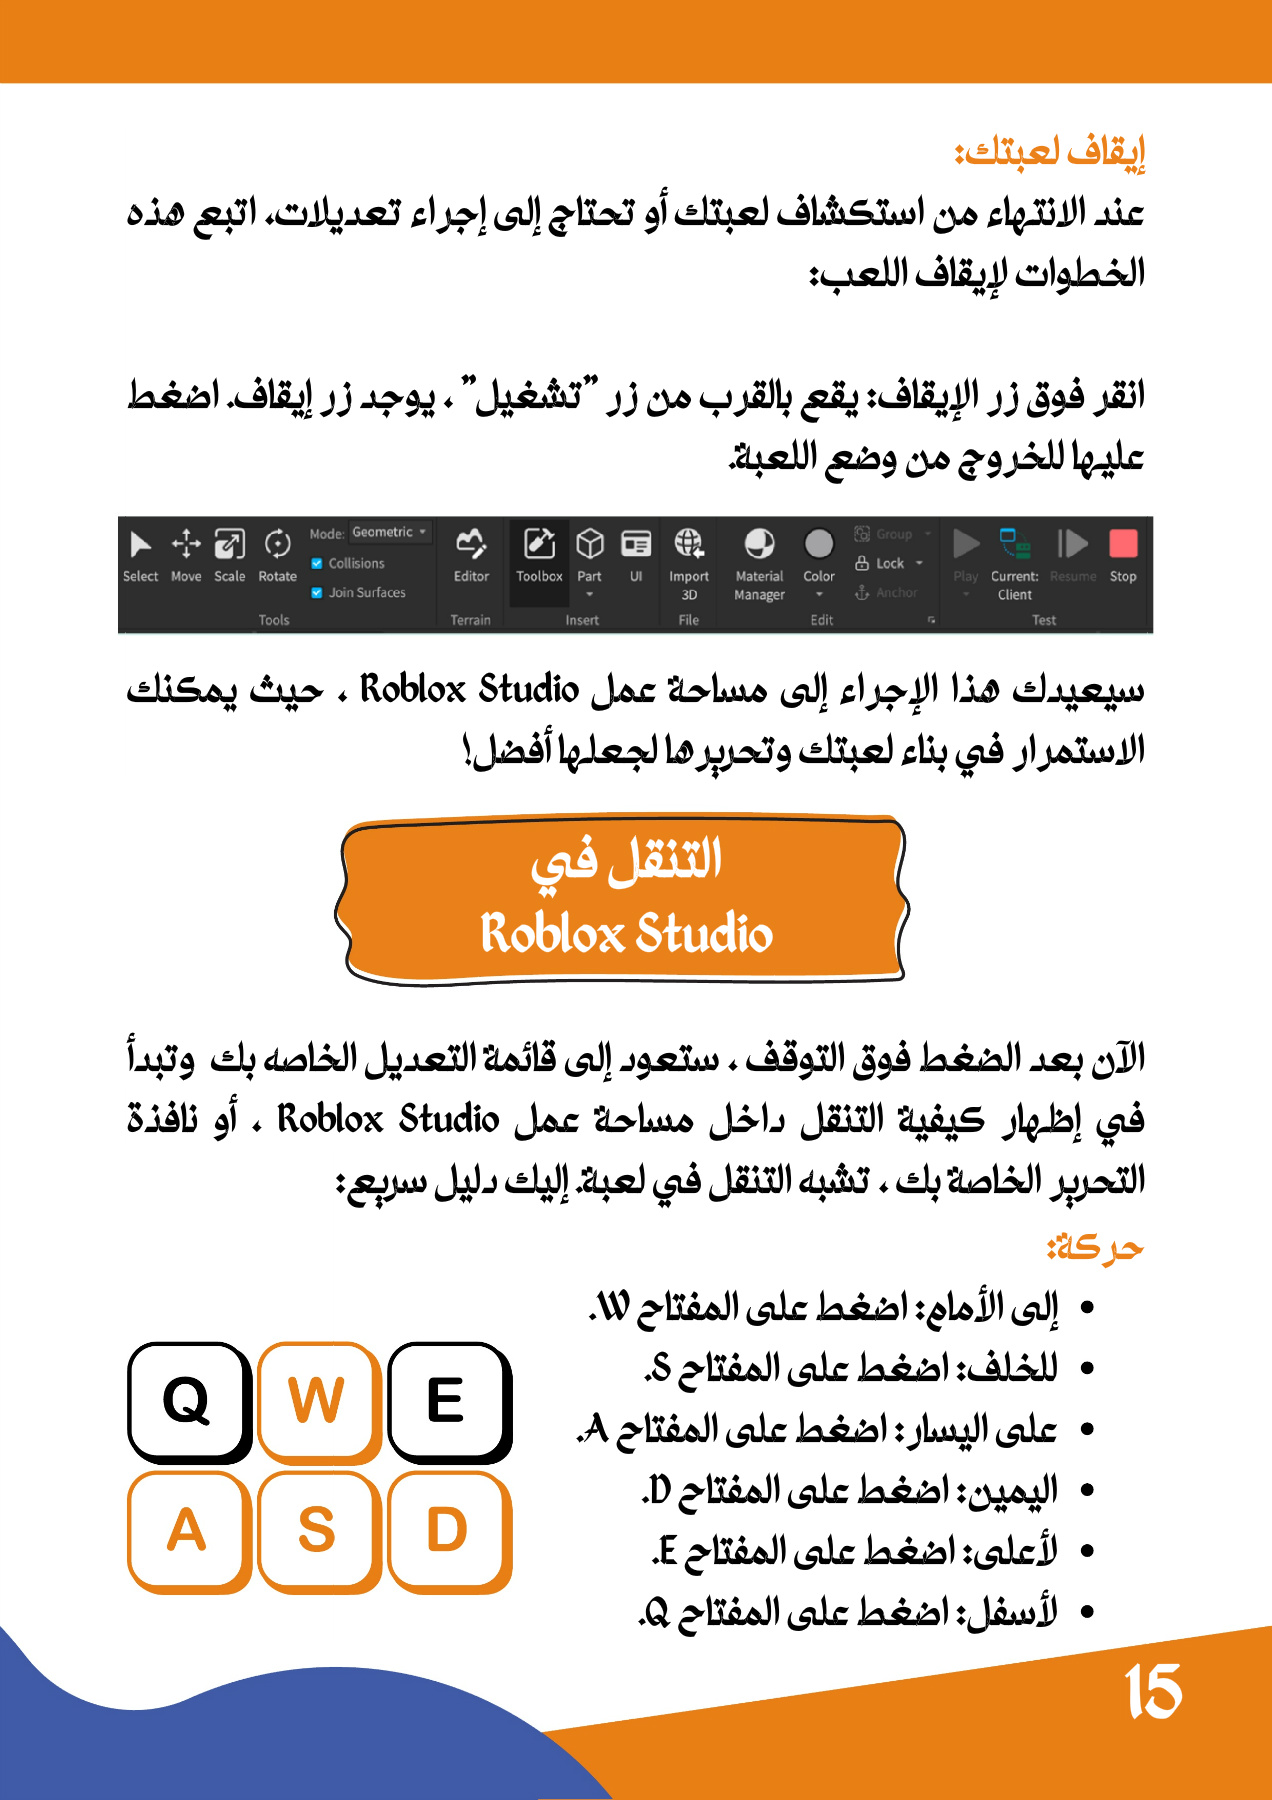 إيقاف لعبتك:
عند الانتهاء من استكشاف لعبتك أو تحتاج إلى إجراء تعديلات، اتبع هذه
الخطوات لإيقاف اللعب:
انقر فوق زر الإيقاف: يقع بالقرب من زر "تشغيل" ، يوجد زر إيقاف. اضغط
عليها للخروج من وضع اللعبة.
Select Move Scale Rotate
Mode: Geometric
Collisions
Join Surfaces
Tools
Editor
Terrain
Toolbox Part UI
Insert
Import
3D
File
Material
Manager
Color
Group
Lock
Anchor
Edit
Play
Current:
Client
Resume
Stop
Test
سيعيدك هذا الإجراء إلى مساحة عمل Roblox Studio ، حيث يمكنك
الاستمرار في بناء لعبتك وتحريرها لجعلها أفضل!
التنقل في
Roblox Studio
الآن بعد الضغط فوق التوقف ، ستعود إلى قائمة التعديل الخاصه بك وتبدأ
في إظهار كيفية التنقل داخل مساحة عمل Roblox Studio ، أو نافذة
التحرير الخاصة بك ، تشبه التنقل في لعبة. إليك دليل سريع:
حركة:
• إلى الأمام: اضغط على المفتاح W.
• للخلف: اضغط على المفتاح S.
• على اليسار: اضغط على المفتاح A.
• اليمين: اضغط على المفتاح D.
• لأعلى: اضغط على المفتاح E.
• لأسفل: اضغط على المفتاح Q.
Q W E
A S D
15